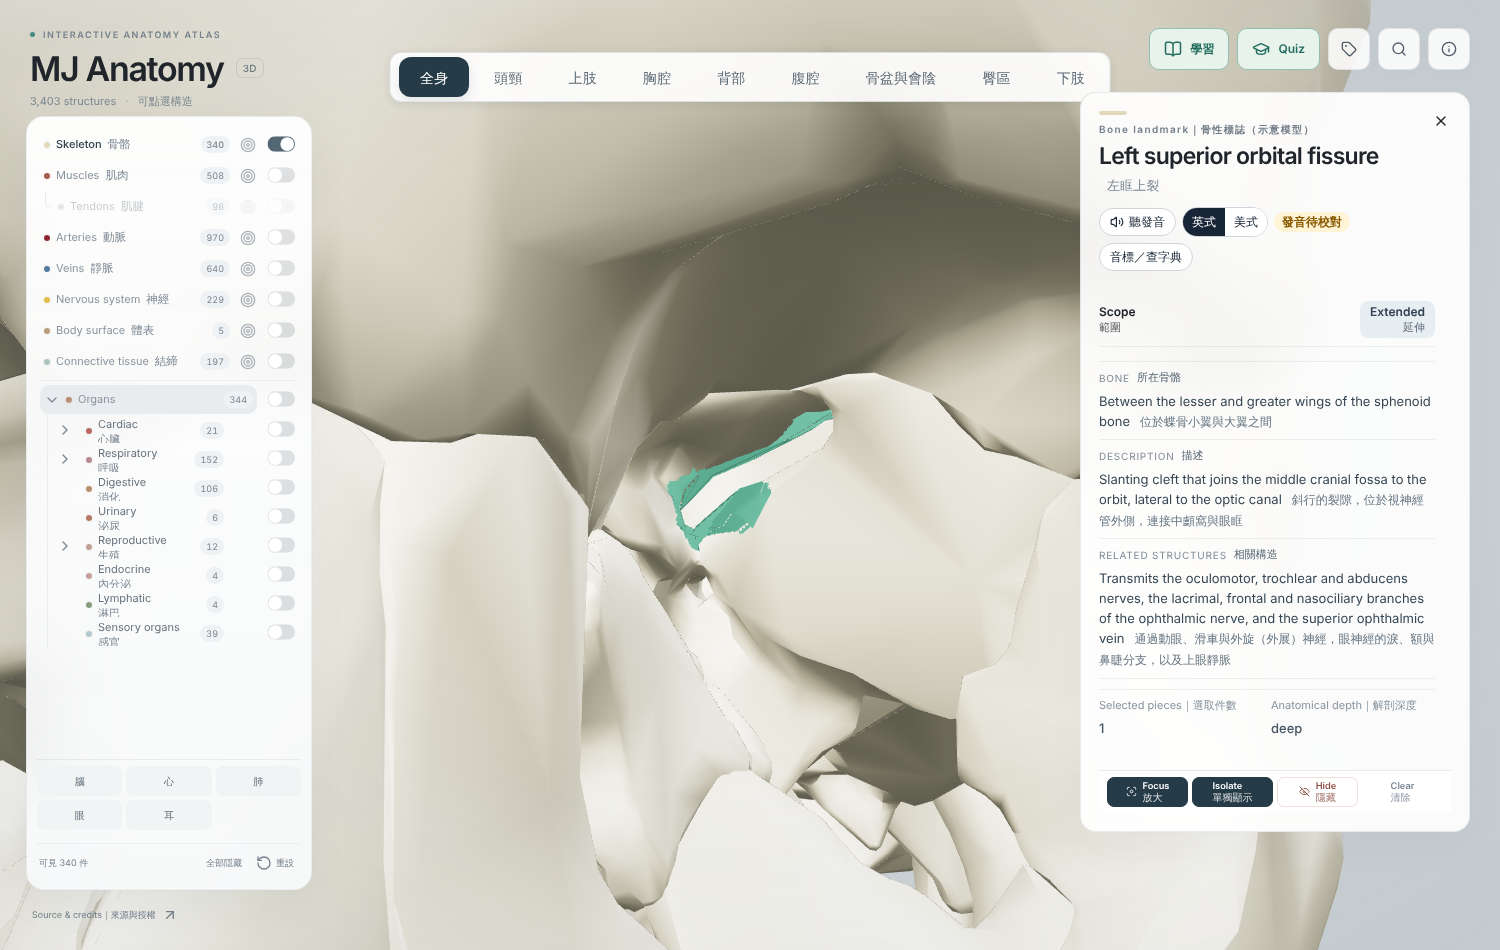 INTERACTIVE ANATOMY ATLAS
MJ Anatomy 3D
3,403 structures · 可點選構造
全身 頭頸 上肢 胸腔 背部 腹腔 骨盆與會陰 臀區 下肢
學習 Quiz
Skeleton 骨骼 340
Muscles 肌肉 508
Tendons 肌腱 98
Arteries 動脈 970
Veins 靜脈 640
Nervous system 神經 229
Body surface 體表 5
Connective tissue 結締 197
Organs 344
Cardiac 21
心臟
Respiratory 152
呼吸
Digestive 106
消化
Urinary 6
泌尿
Reproductive 12
生殖
Endocrine 4
內分泌
Lymphatic 4
淋巴
Sensory organs 39
感官
腦 心 肺
眼 耳
可見 340 件 全部隱藏 重設
Source & credits｜來源與授權
Bone landmark｜骨性標誌（示意模型）
Left superior orbital fissure
左眶上裂
聽發音 英式 美式 發音待校對
音標／查字典
Scope Extended
範圍 延伸
BONE 所在骨骼
Between the lesser and greater wings of the sphenoid
bone 位於蝶骨小翼與大翼之間
DESCRIPTION 描述
Slanting cleft that joins the middle cranial fossa to the
orbit, lateral to the optic canal 斜行的裂隙，位於視神經
管外側，連接中顱窩與眼眶
RELATED STRUCTURES 相關構造
Transmits the oculomotor, trochlear and abducens
nerves, the lacrimal, frontal and nasociliary branches
of the ophthalmic nerve, and the superior ophthalmic
vein 通過動眼、滑車與外旋（外展）神經，眼神經的淚、額與
鼻睫分支，以及上眼靜脈
Selected pieces｜選取件數 Anatomical depth｜解剖深度
1 deep
Focus Isolate Hide Clear
放大 單獨顯示 隱藏 清除